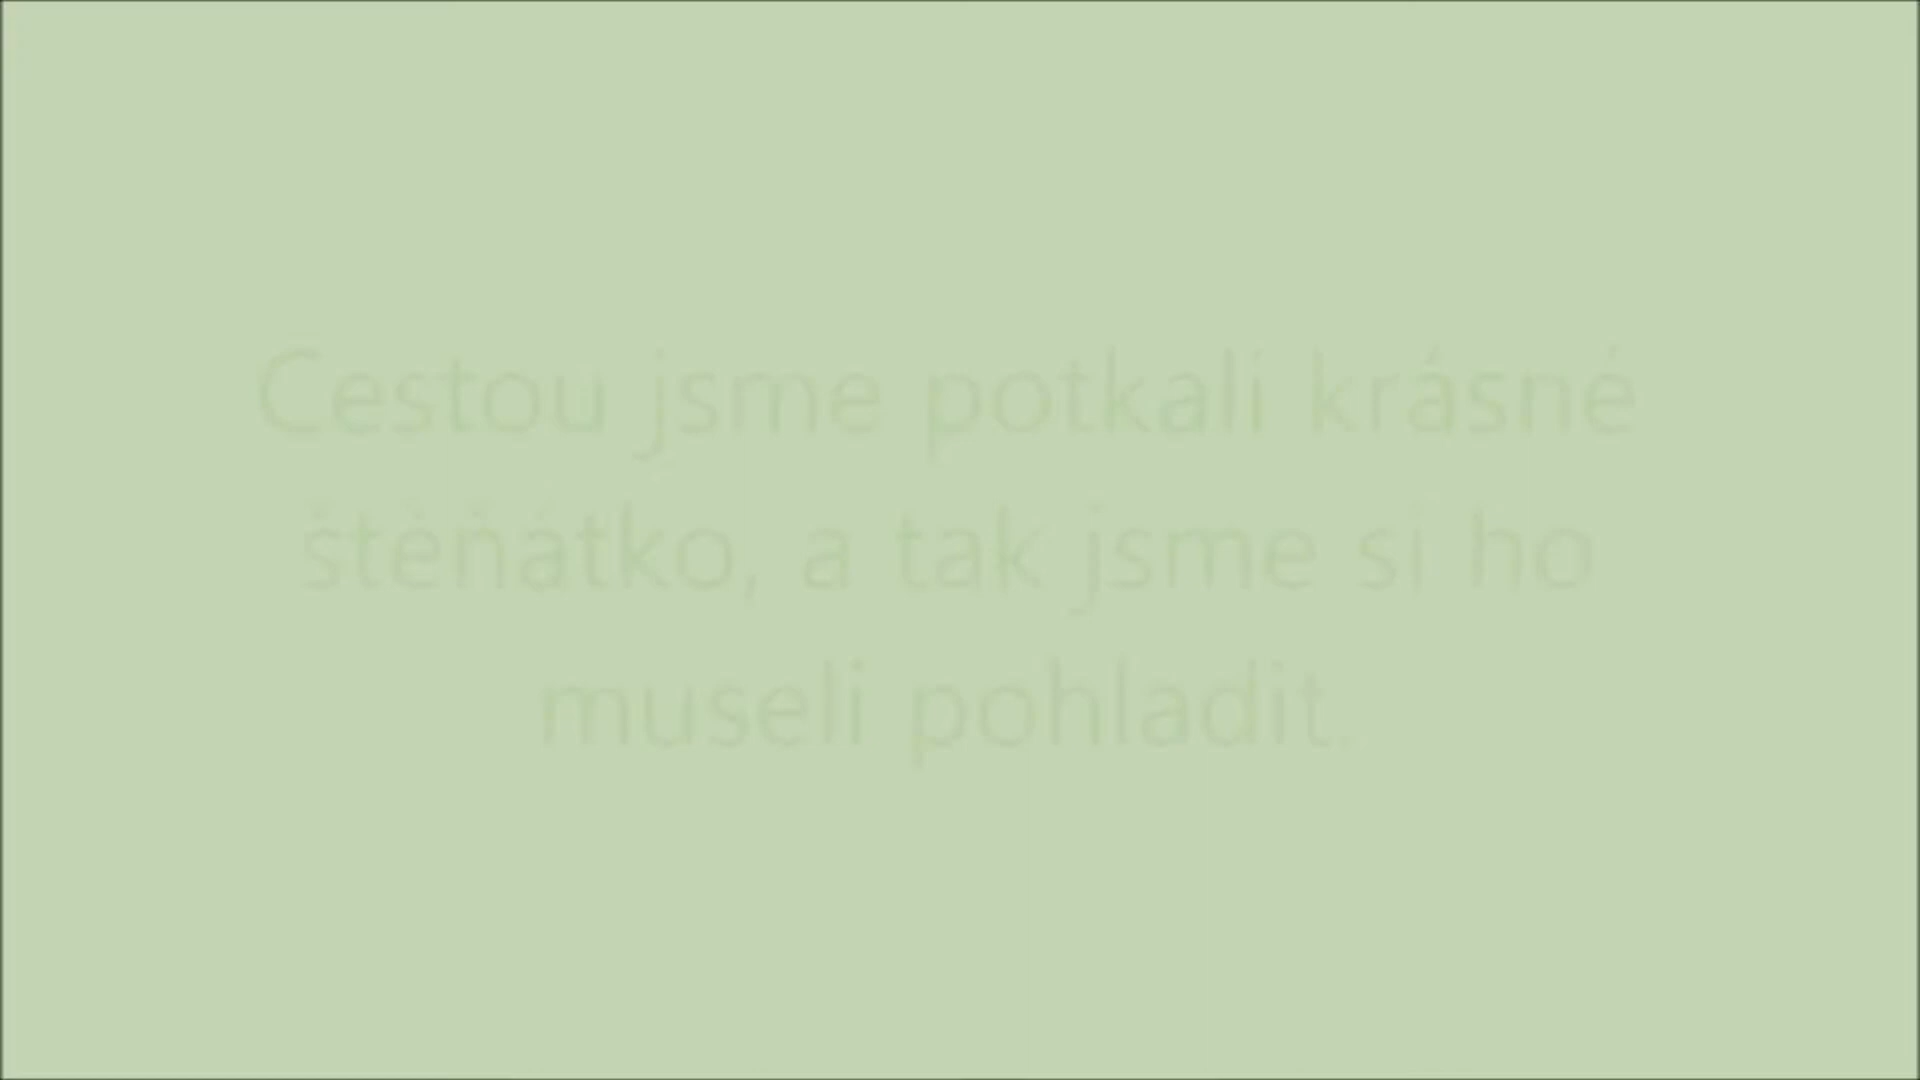 Cestou jsme potkali krásné
štěňátko, a tak jsme si ho
museli pohladit.